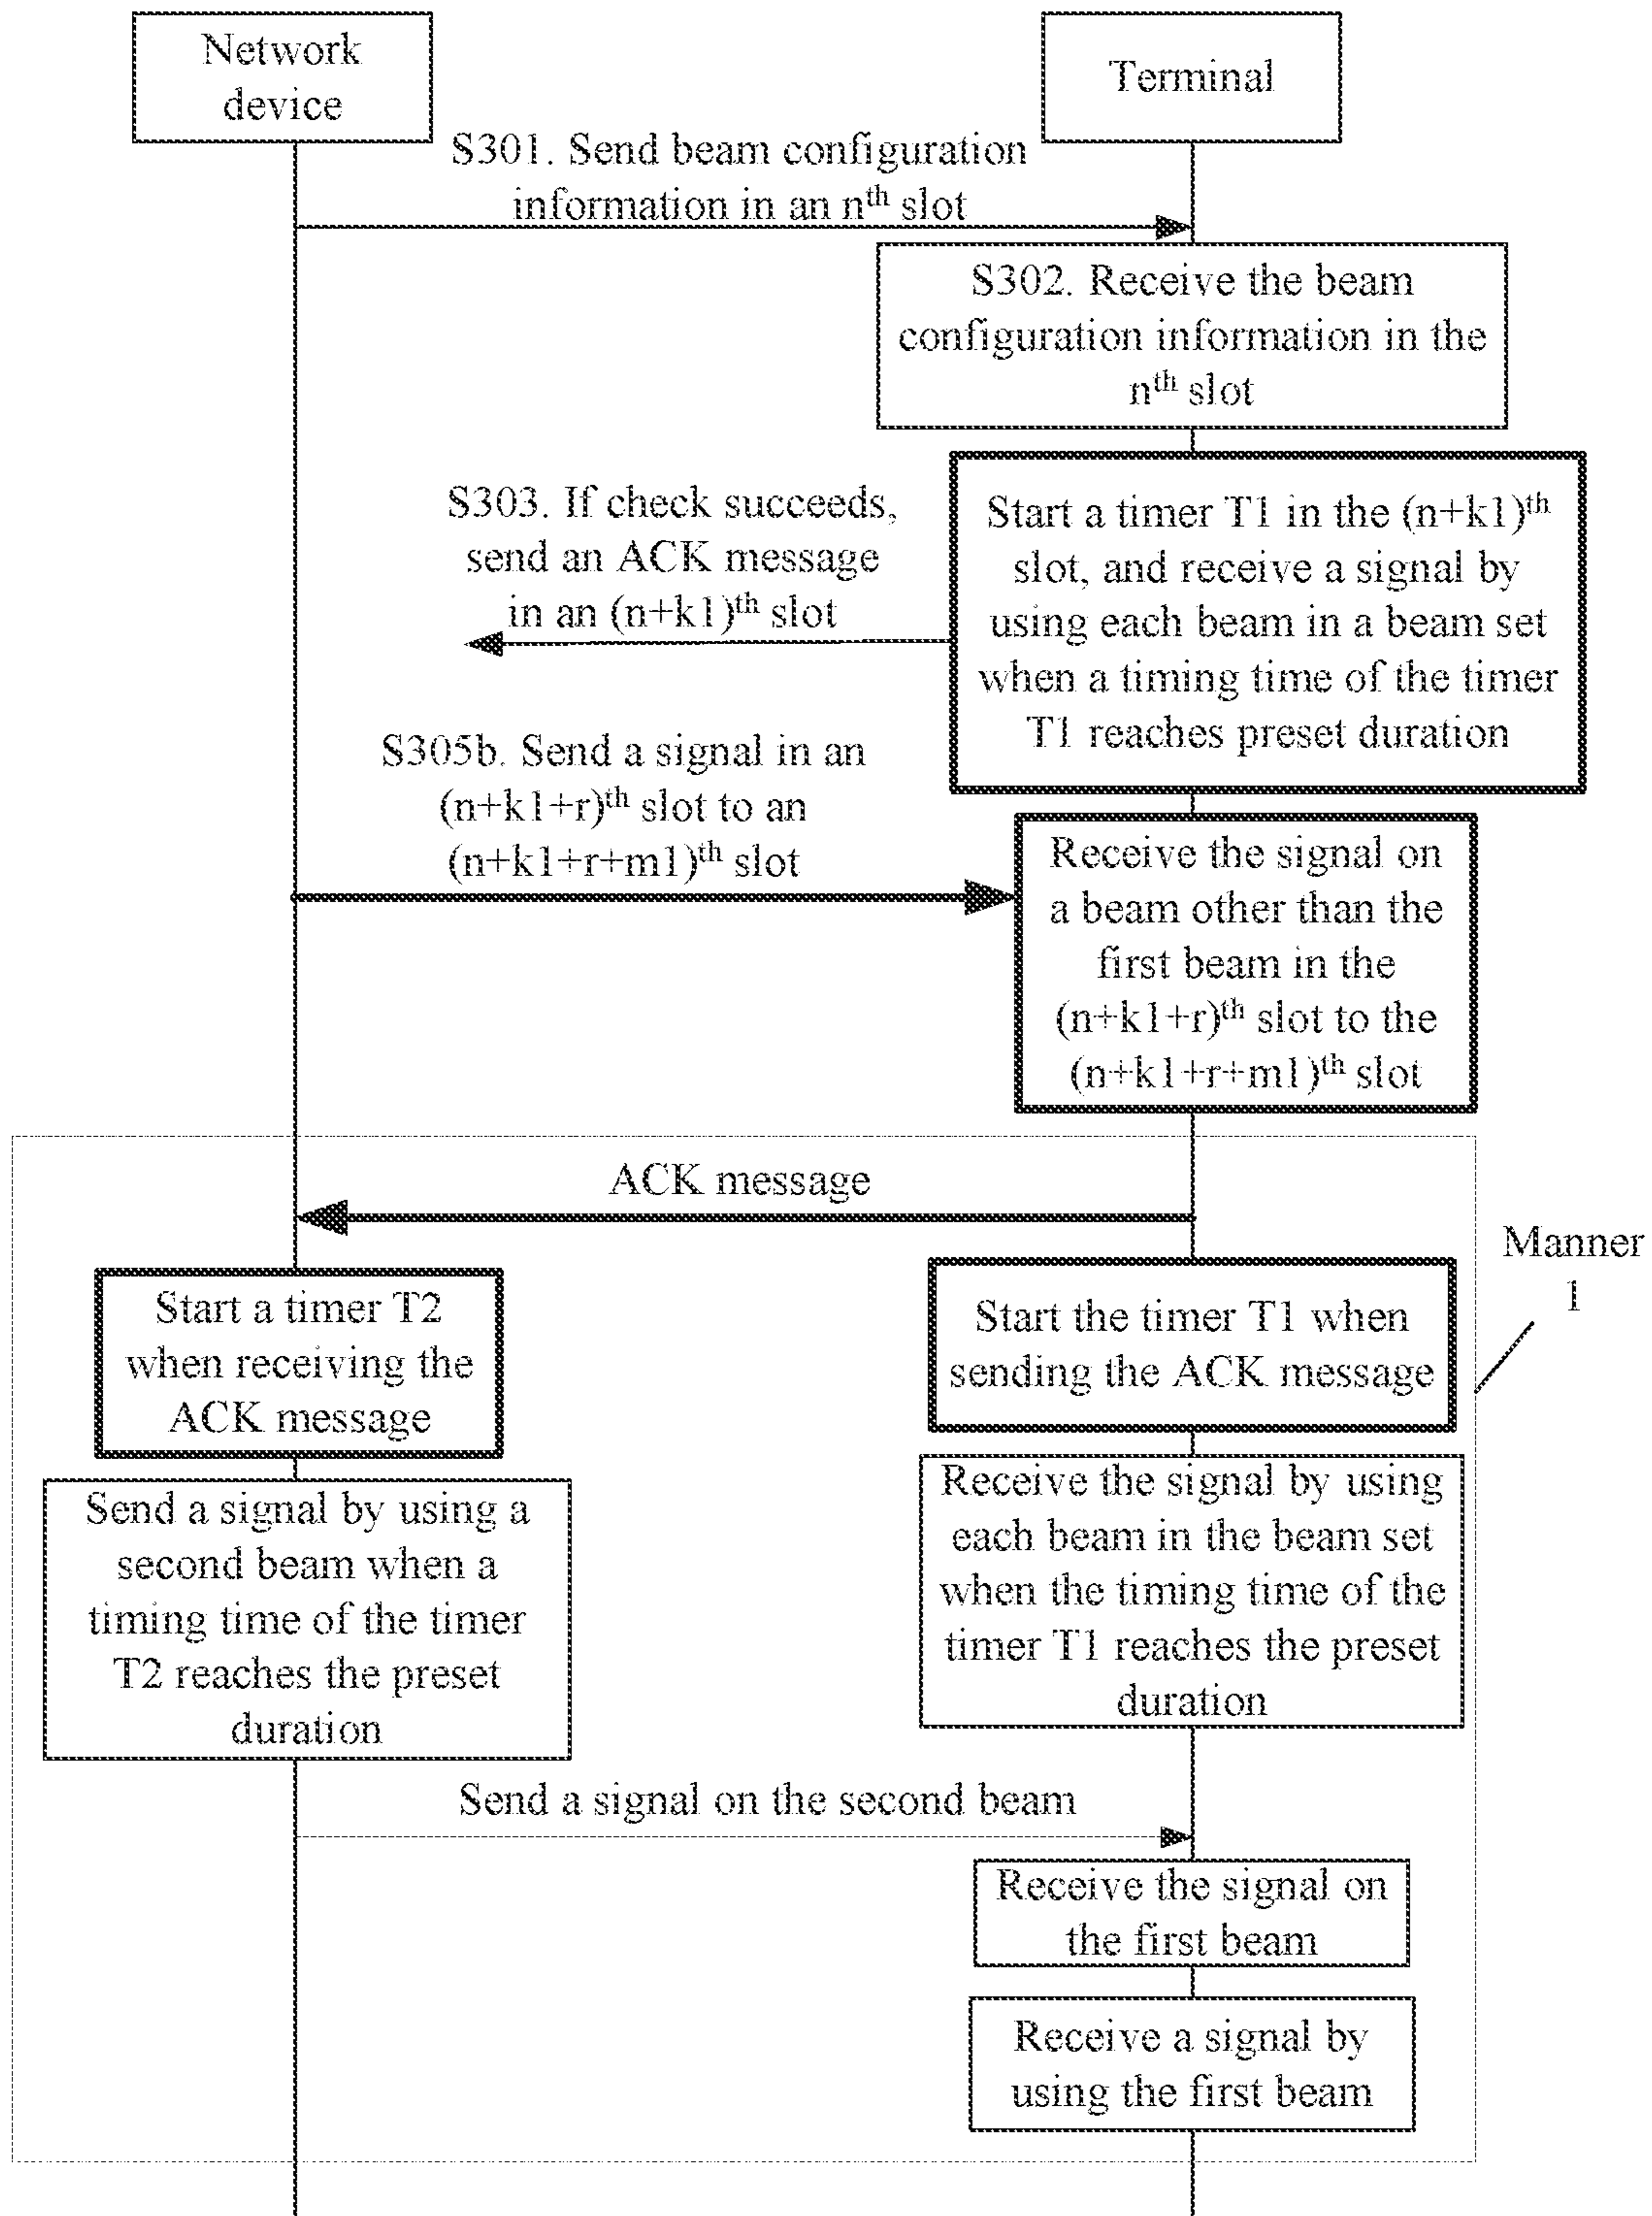 Network
device
Terminal
S301. Send beam configuration
information in an nth slot
S302. Receive the beam
configuration information in the
nth slot
S303. If check succeeds,
send an ACK message
in an (n+k1)th slot
Start a timer T1 in the (n+k1)th
slot, and receive a signal by
using each beam in a beam set
when a timing time of the timer
T1 reaches preset duration
S305b. Send a signal in an
(n+k1+r)th slot to an
(n+k1+r+m1)th slot
Receive the signal on
a beam other than the
first beam in the
(n+k1+r)th slot to the
(n+k1+r+m1)th slot
ACK message
Manner
1
Start a timer T2
when receiving the
ACK message
Start the timer T1 when
sending the ACK message
Send a signal by using a
second beam when a
timing time of the timer
T2 reaches the preset
duration
Receive the signal by using
each beam in the beam set
when the timing time of the
timer T1 reaches the preset
duration
Send a signal on the second beam
Receive the signal on
the first beam
Receive a signal by
using the first beam